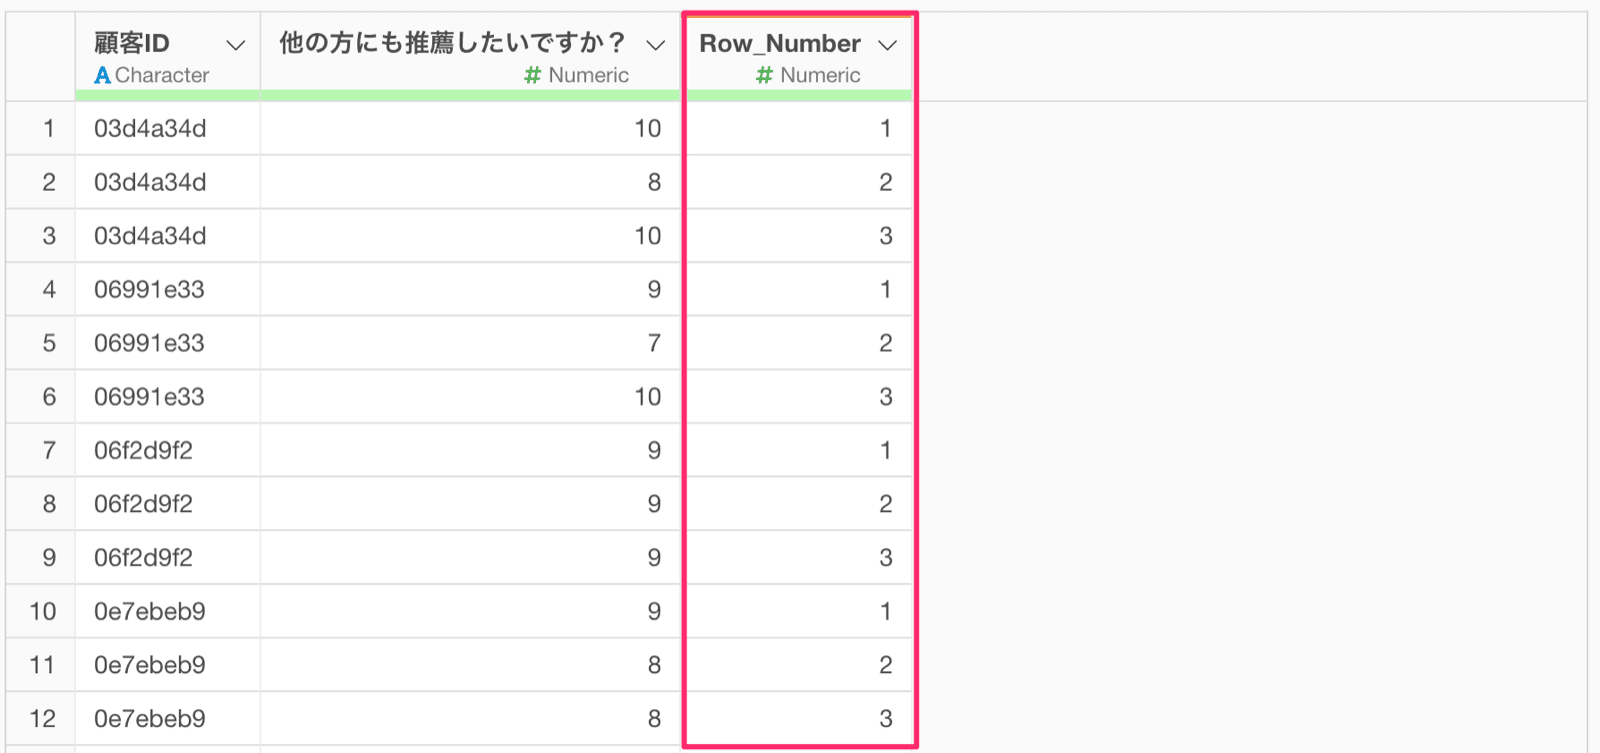 顧客ID 他の方にも推薦したいですか？ Row_Number
A Character # Numeric # Numeric
1 03d4a34d 10 1
2 03d4a34d 8 2
3 03d4a34d 10 3
4 06991e33 9 1
5 06991e33 7 2
6 06991e33 10 3
7 06f2d9f2 9 1
8 06f2d9f2 9 2
9 06f2d9f2 9 3
10 0e7ebeb9 9 1
11 0e7ebeb9 8 2
12 0e7ebeb9 8 3